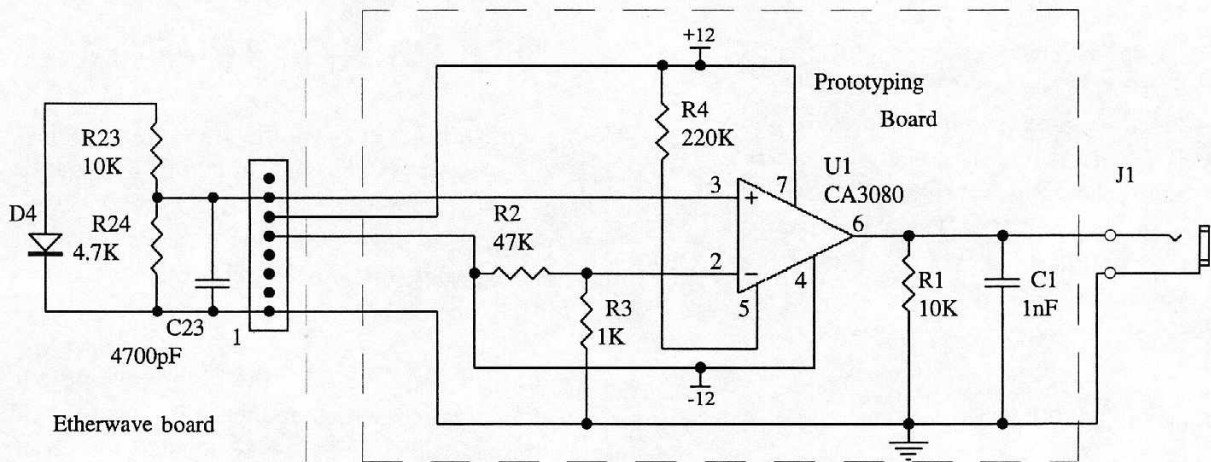 +12
Prototyping
Board
R23
10K
R4
220K
U1
CA3080
J1
D4
R24
4.7K
R2
47K
3
+
7
6
2
−
5
4
R3
1K
R1
10K
C1
1nF
C23
1
4700pF
-12
Etherwave board